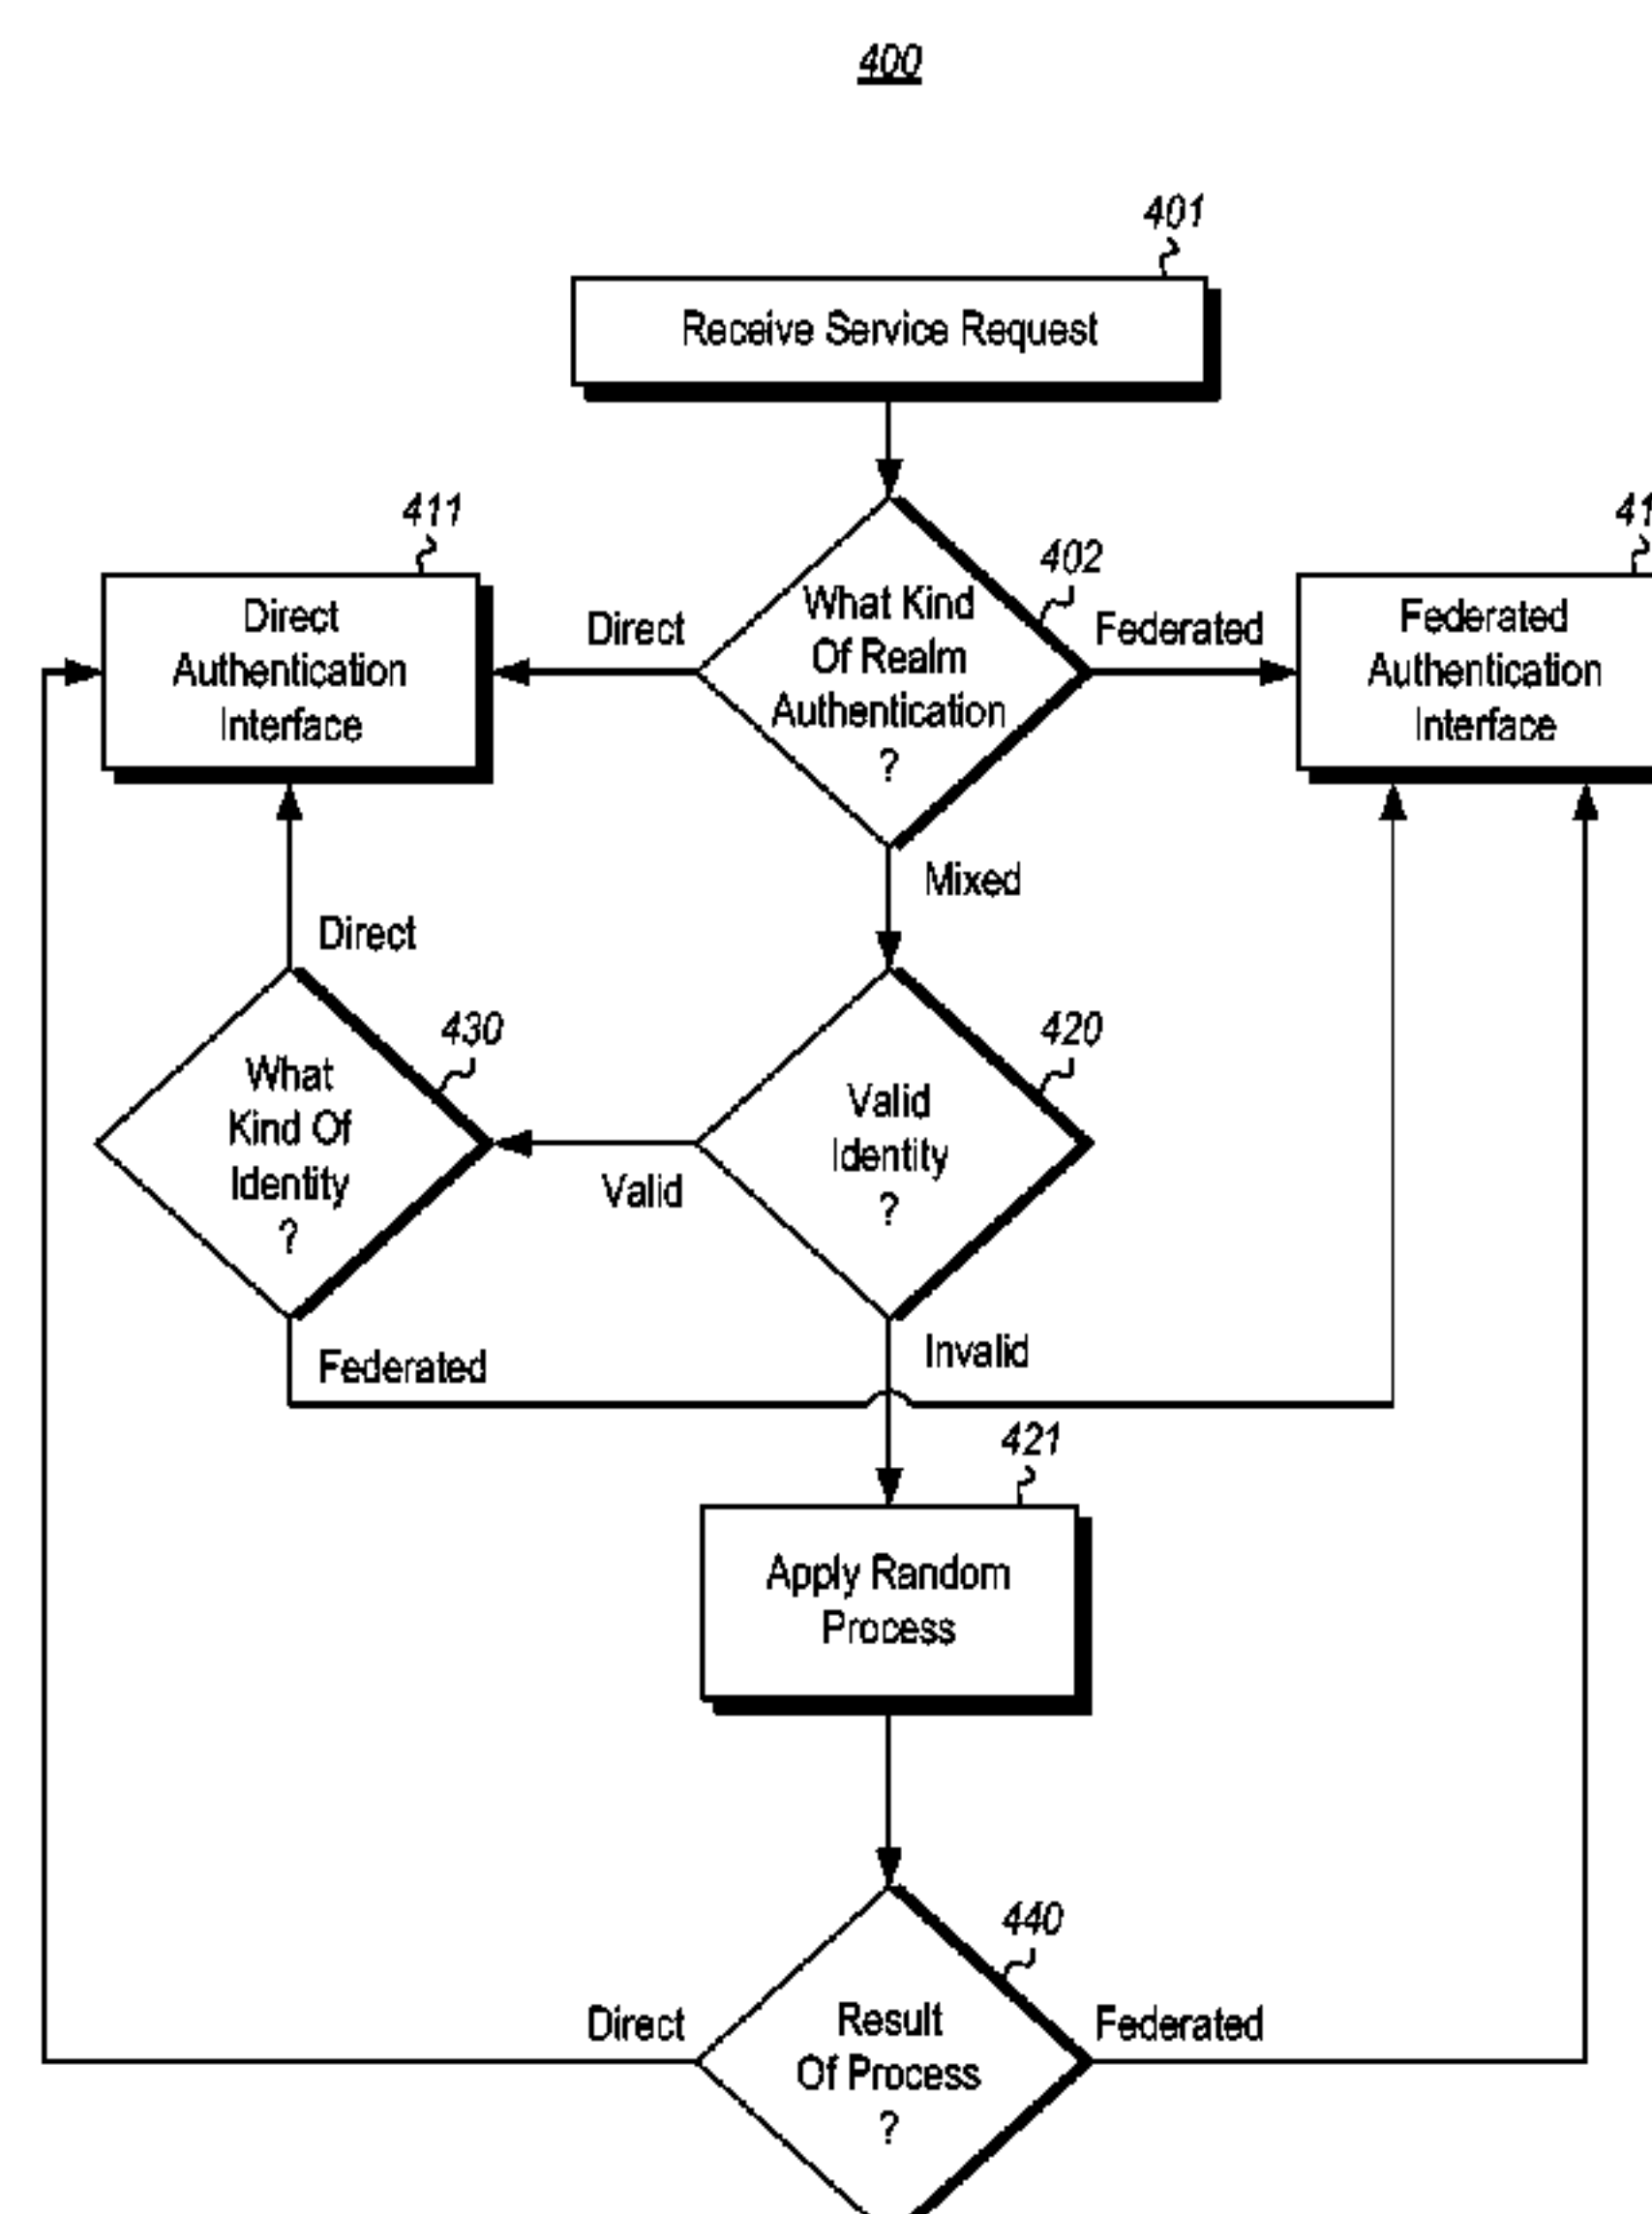 400
401
Receive Service Request
411
402
Direct
Authentication
Interface
Direct
What Kind
Of Realm
Authentication
?
Federated
Federated
Authentication
Interface
Mixed
Direct
430
420
What
Kind Of
Identity
?
Valid
Valid
Identity
?
Federated
Invalid
421
Apply Random
Process
440
Direct
Result
Of Process
?
Federated